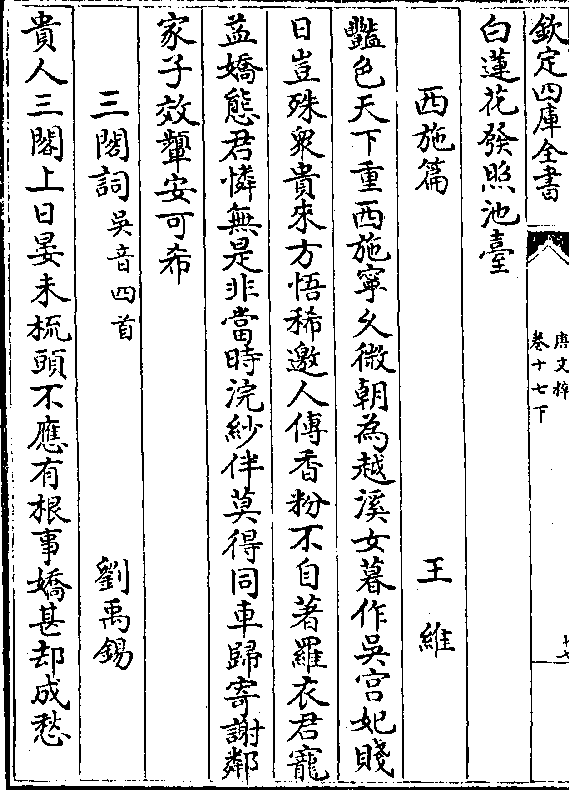 欽定四庫全書
唐文粹
卷十七下
十七
白蓮花發照池臺
西施篇
王維
豔色天下重西施寧久微朝為越溪女暮作吳宫妃賤
日豈殊衆貴來方悟稀邀人傅香粉不自著羅衣君寵
益嬌態君憐無是非當時浣紗伴莫得同車歸寄謝鄰
家子效顰安可希
三閣詞吳音四首
劉禹錫
貴人三閣上日晏未梳頭不應有根事嬌甚却成愁